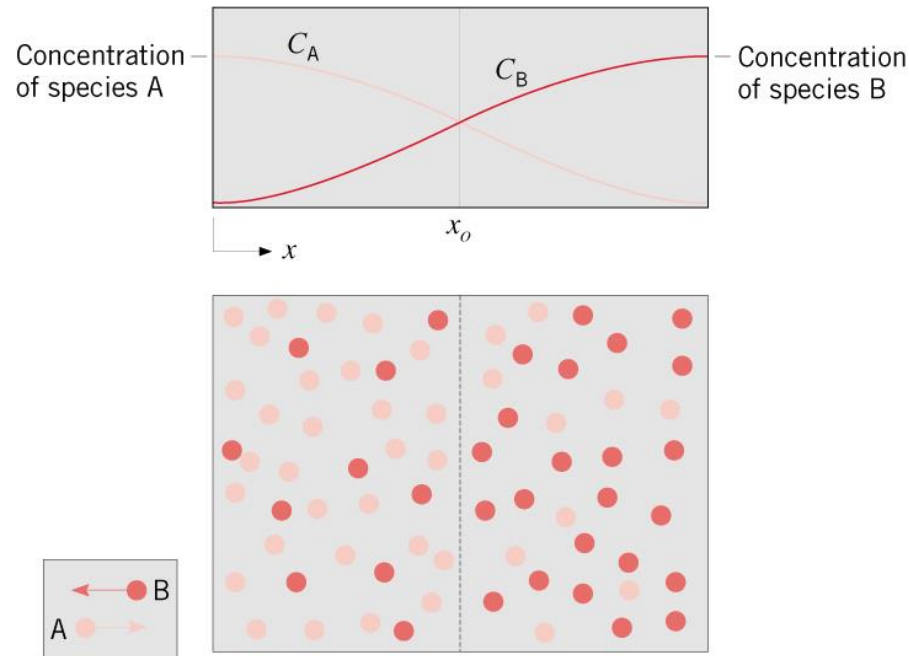 Concentration
of species A
C_A
C_B
Concentration
of species B
x
x_o
B
A